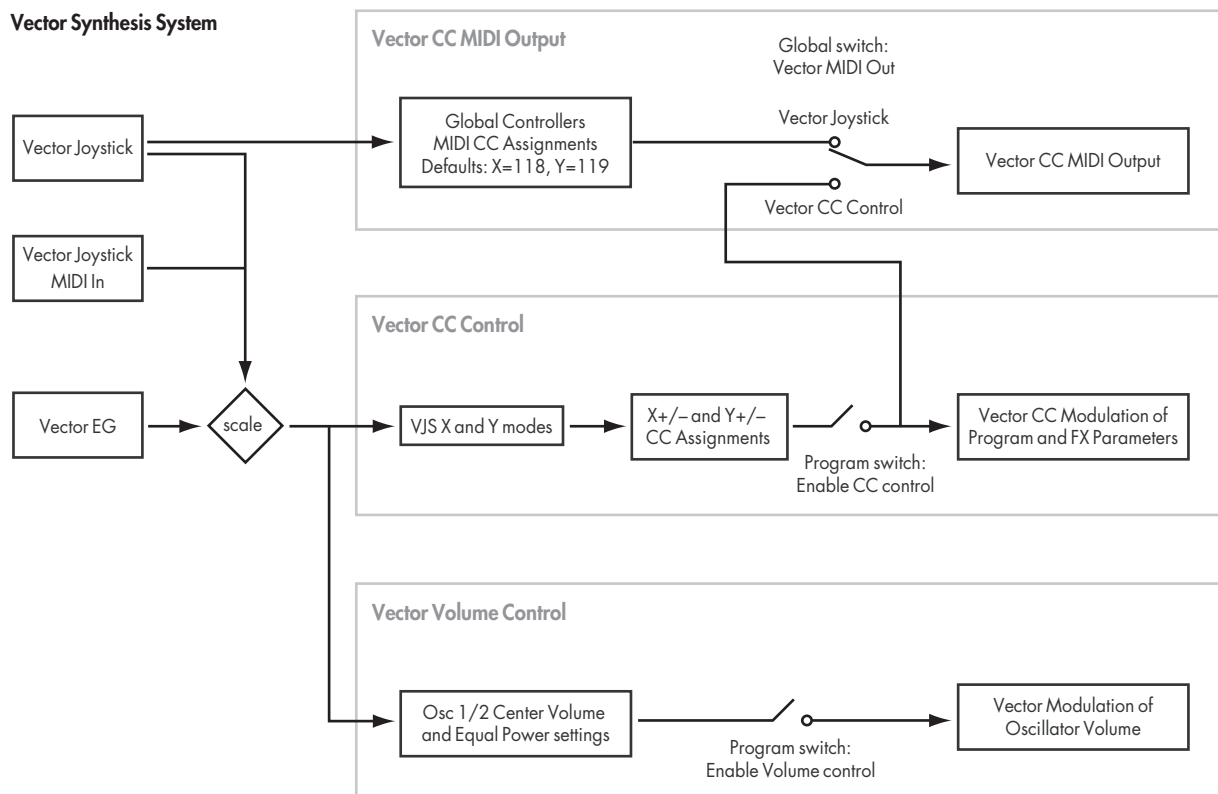 Vector Synthesis System
Vector CC MIDI Output
Global switch:
Vector MIDI Out
Vector Joystick
Global Controllers
MIDI CC Assignments
Defaults: X=118, Y=119
Vector Joystick
Vector CC MIDI Output
Vector CC Control
Vector Joystick
MIDI In
Vector CC Control
Vector EG
scale
VJS X and Y modes
X+/– and Y+/–
CC Assignments
Program switch:
Enable CC control
Vector CC Modulation of
Program and FX Parameters
Vector Volume Control
Osc 1/2 Center Volume
and Equal Power settings
Program switch:
Enable Volume control
Vector Modulation of
Oscillator Volume